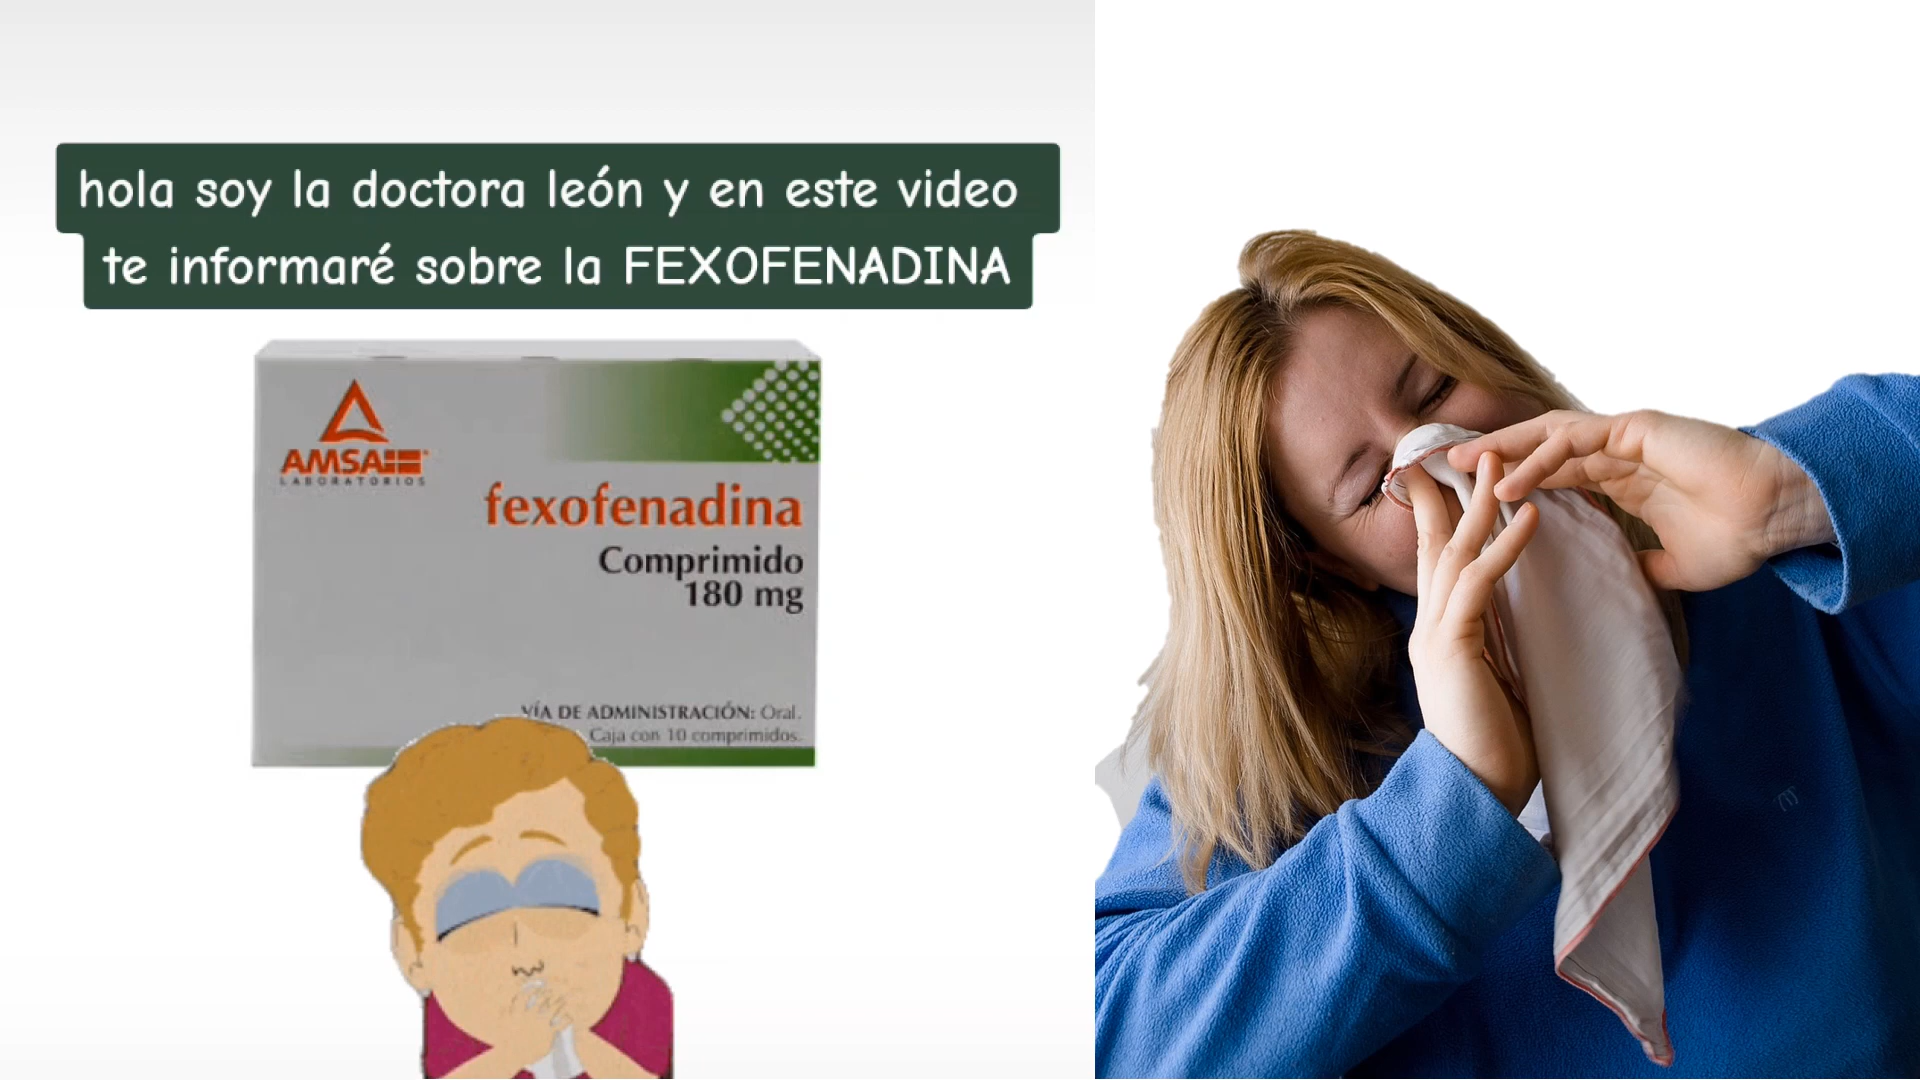 hola soy la doctora león y en este video
te informaré sobre la FEXOFENADINA
AMSA
LABORATORIOS
fexofenadina
Comprimido
180 mg
VÍA DE ADMINISTRACIÓN: Oral.
Caja con 10 comprimidos.